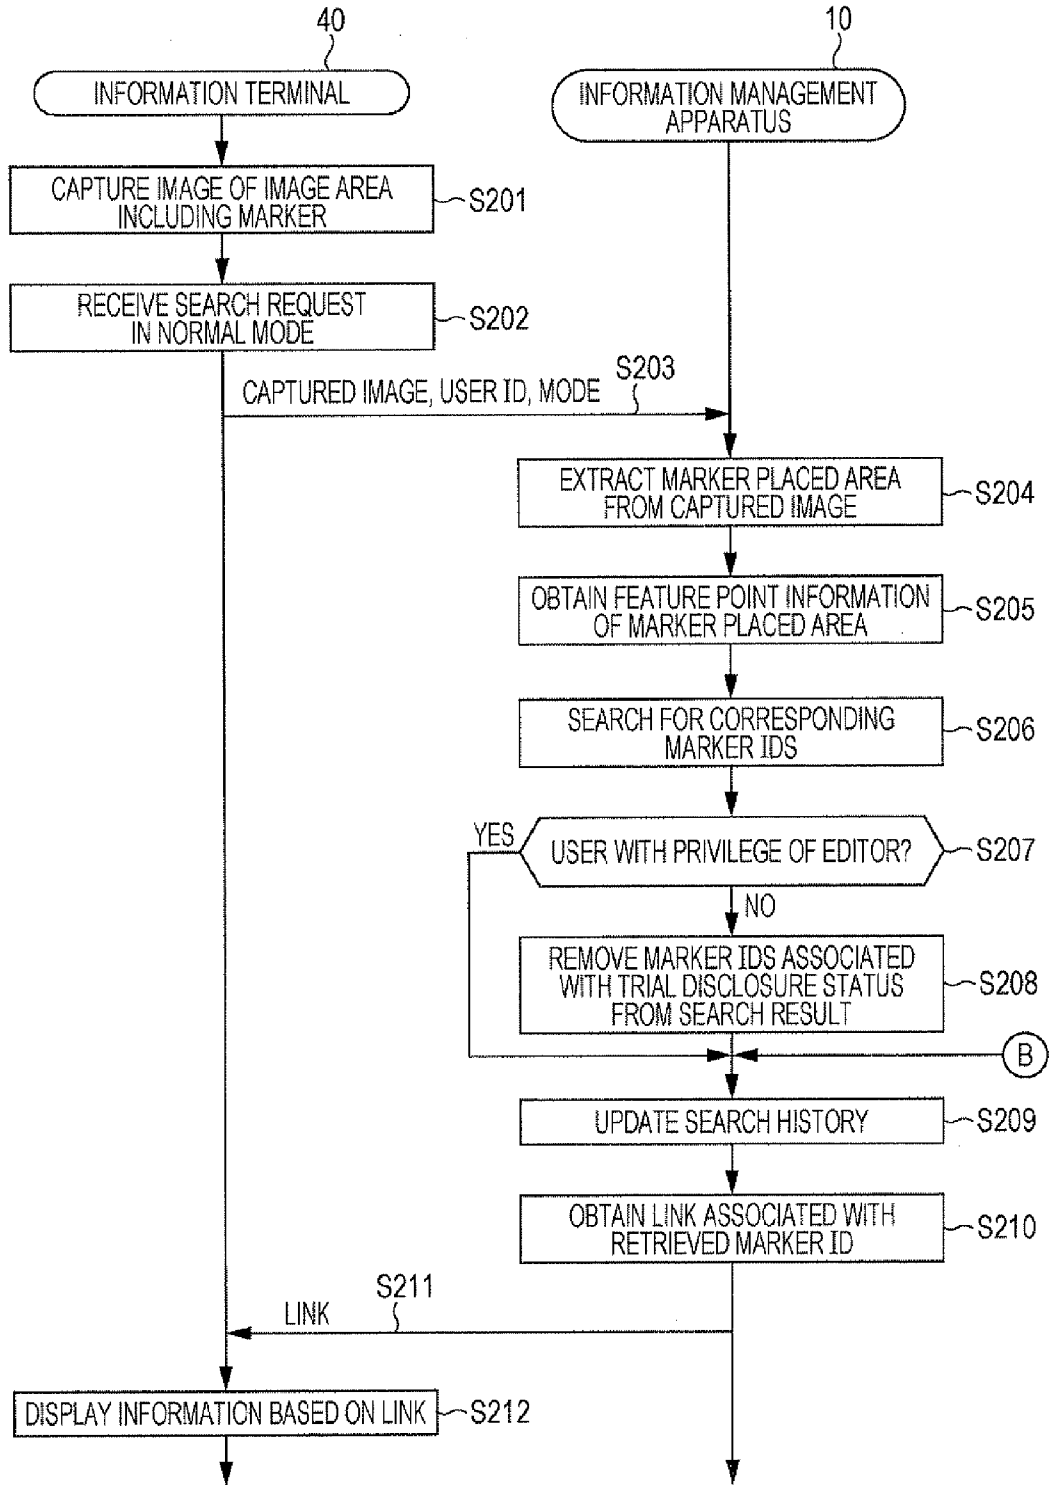 40
10
INFORMATION TERMINAL
INFORMATION MANAGEMENT
APPARATUS
CAPTURE IMAGE OF IMAGE AREA
INCLUDING MARKER
S201
RECEIVE SEARCH REQUEST
IN NORMAL MODE
S202
CAPTURED IMAGE, USER ID, MODE
S203
EXTRACT MARKER PLACED AREA
FROM CAPTURED IMAGE
S204
OBTAIN FEATURE POINT INFORMATION
OF MARKER PLACED AREA
S205
SEARCH FOR CORRESPONDING
MARKER IDS
S206
YES
USER WITH PRIVILEGE OF EDITOR?
S207
NO
REMOVE MARKER IDS ASSOCIATED
WITH TRIAL DISCLOSURE STATUS
FROM SEARCH RESULT
S208
B
UPDATE SEARCH HISTORY
S209
OBTAIN LINK ASSOCIATED WITH
RETRIEVED MARKER ID
S210
LINK
S211
DISPLAY INFORMATION BASED ON LINK
S212